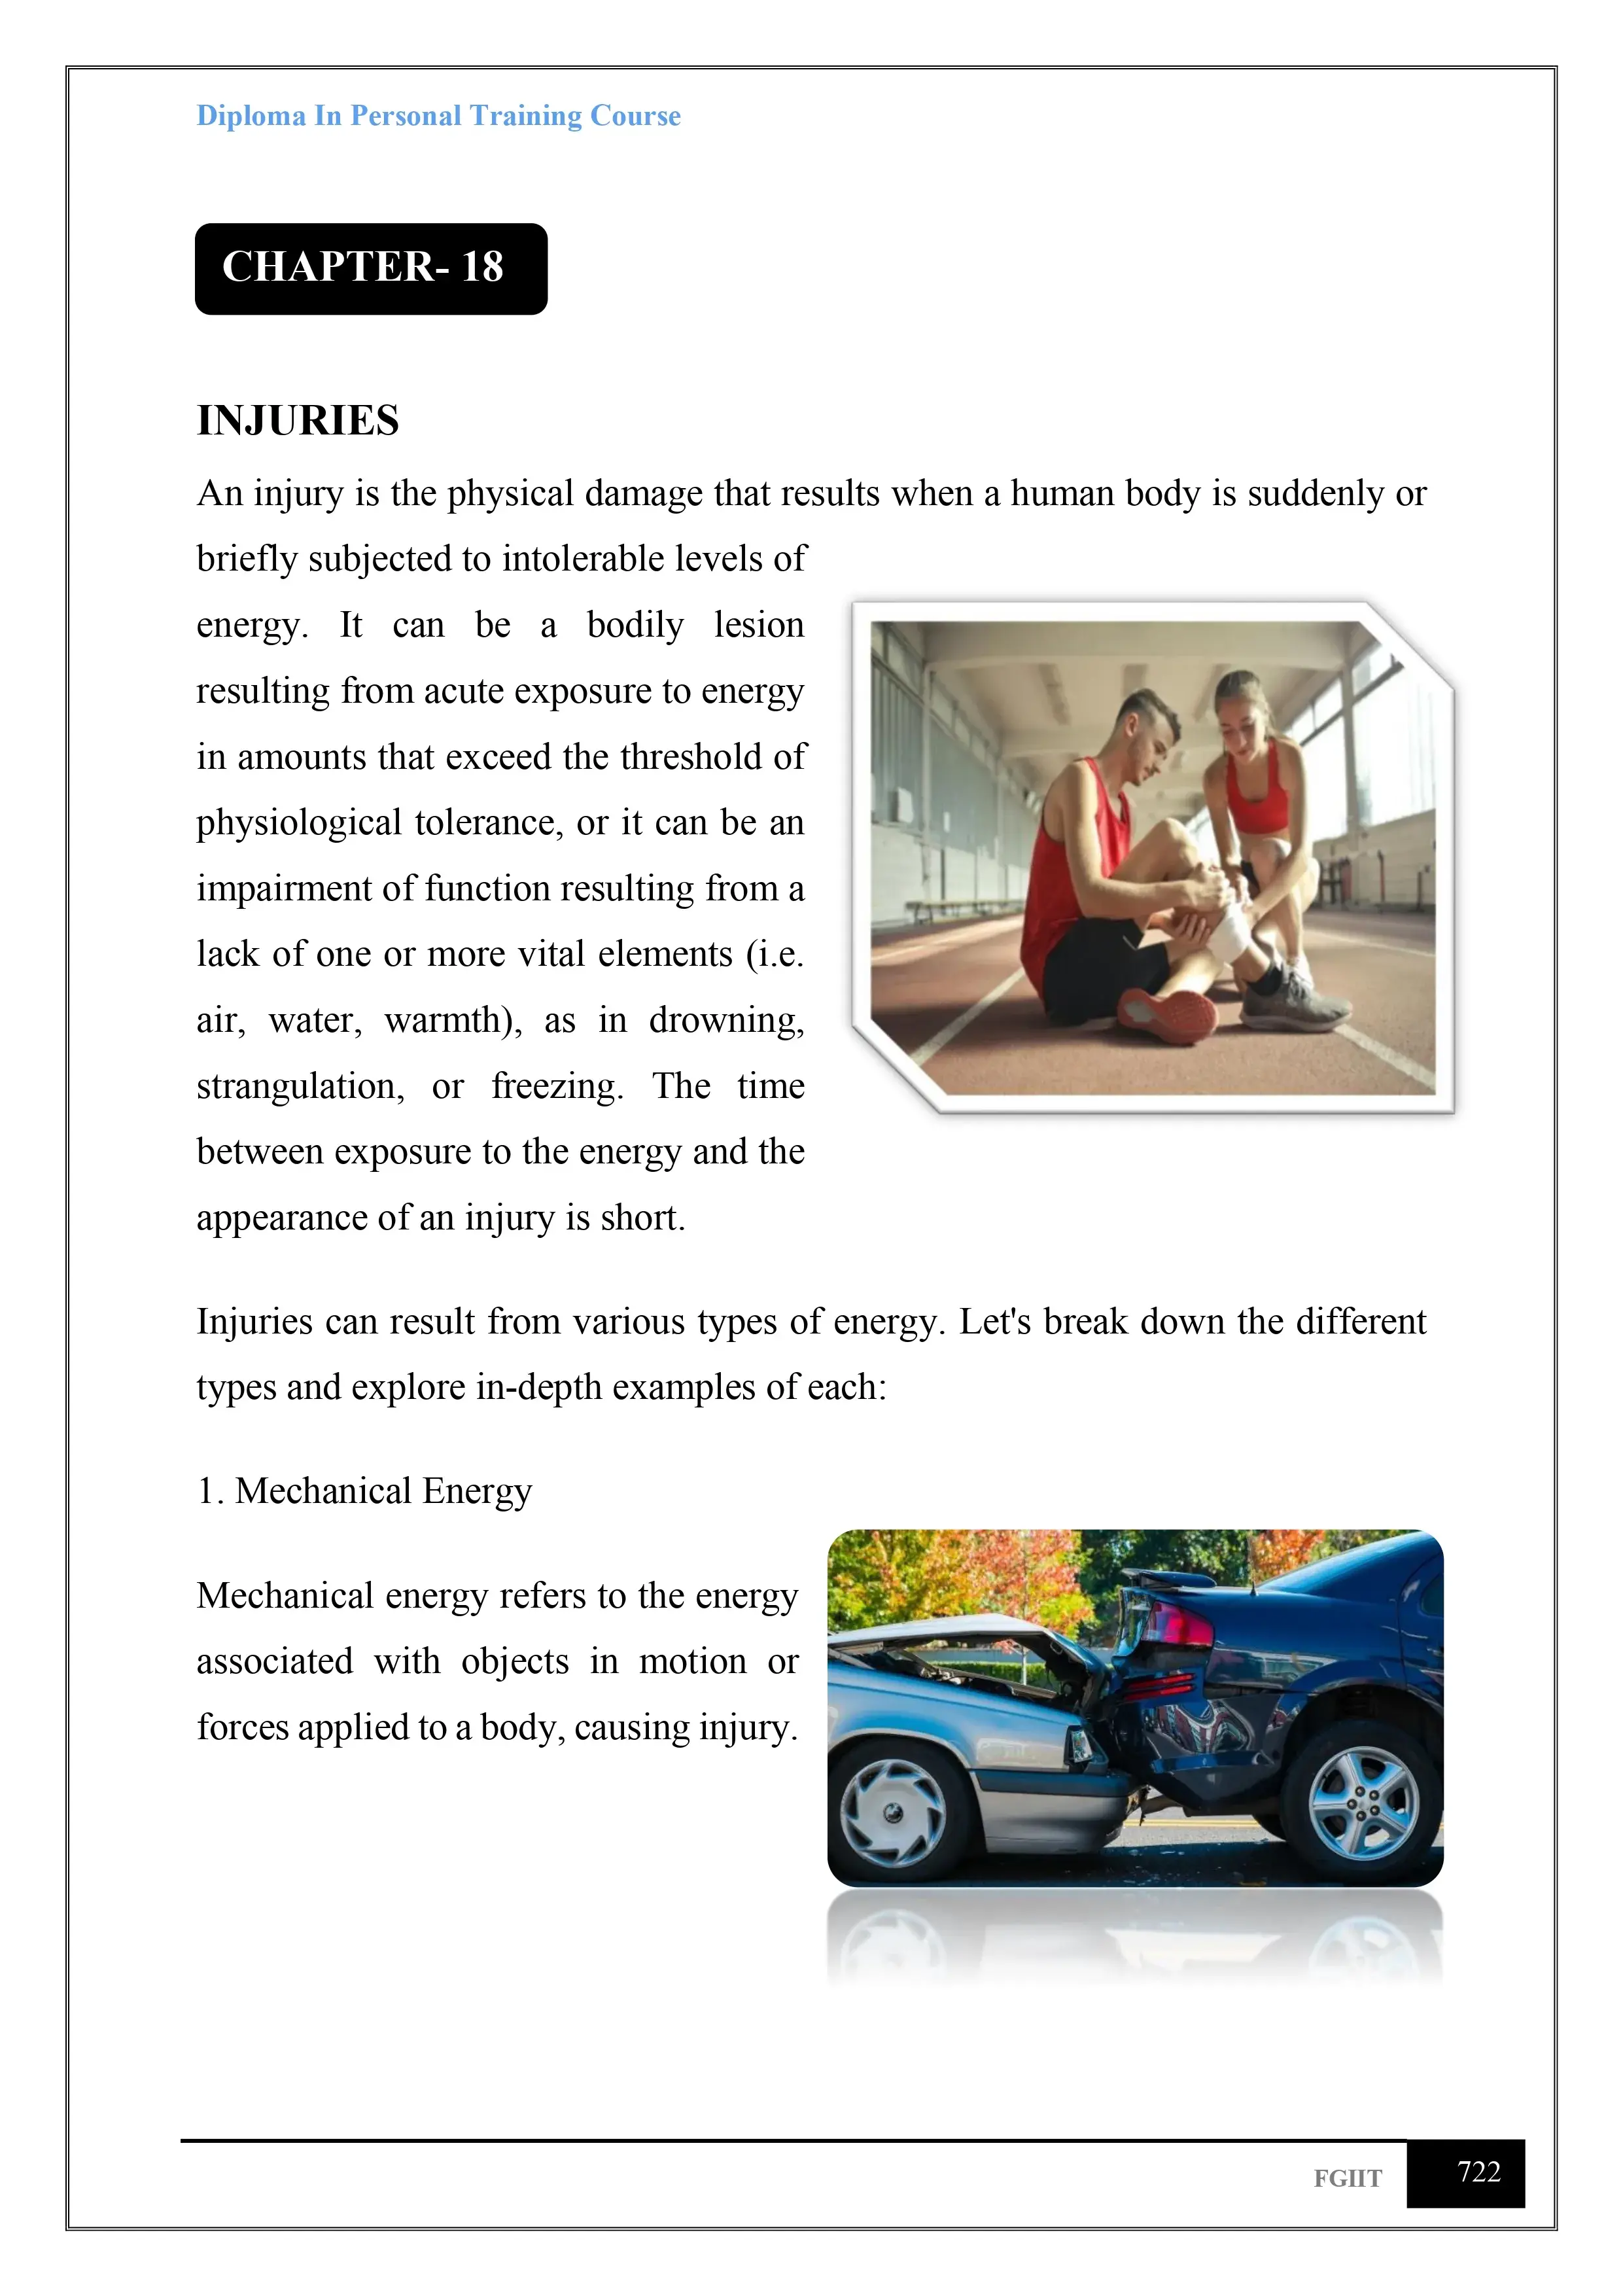 Diploma In Personal Training Course
CHAPTER- 18
INJURIES
An injury is the physical damage that results when a human body is suddenly or
briefly subjected to intolerable levels of
energy. It can be a bodily lesion
resulting from acute exposure to energy
in amounts that exceed the threshold of
physiological tolerance, or it can be an
impairment of function resulting from a
lack of one or more vital elements (i.e.
air, water, warmth), as in drowning,
strangulation, or freezing. The time
between exposure to the energy and the
appearance of an injury is short.
Injuries can result from various types of energy. Let's break down the different
types and explore in-depth examples of each:
1. Mechanical Energy
Mechanical energy refers to the energy
associated with objects in motion or
forces applied to a body, causing injury.
FGIIT
722